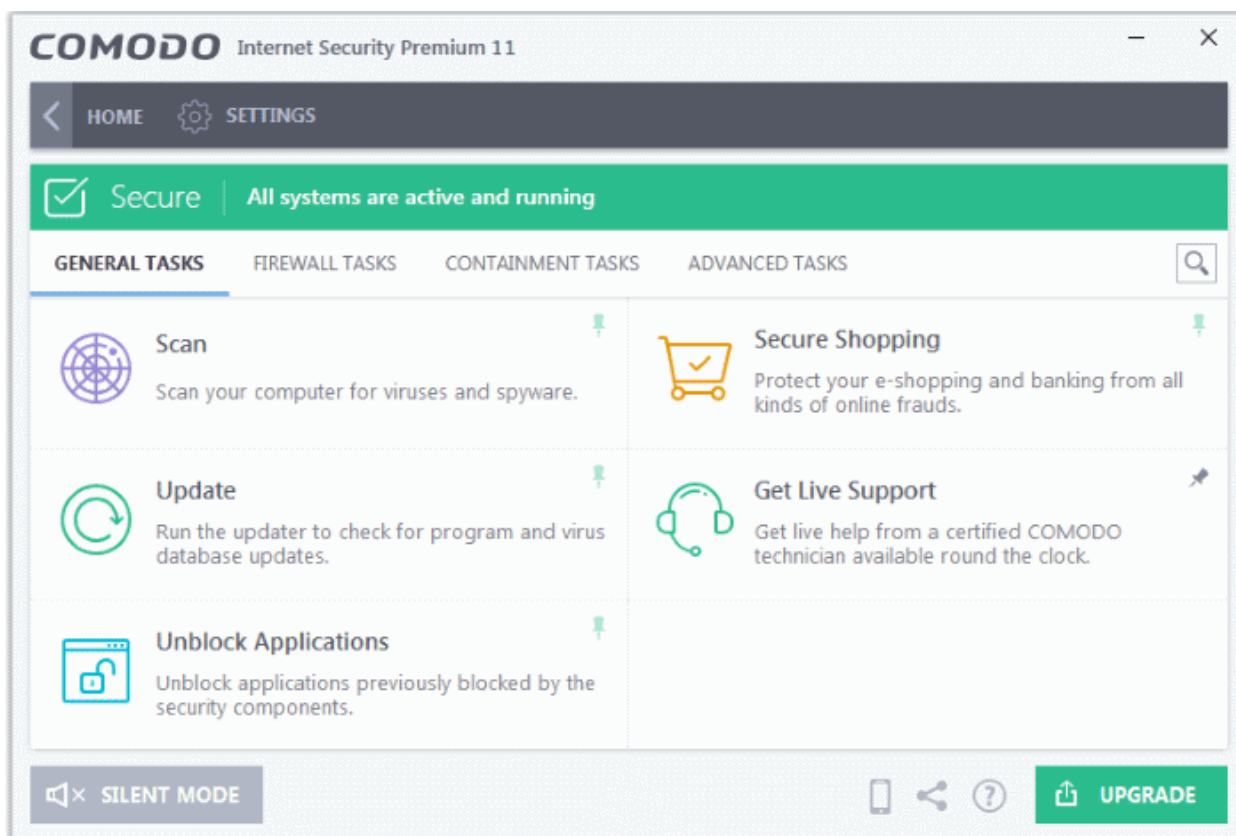 COMODO Internet Security Premium 11
HOME SETTINGS
Secure All systems are active and running
GENERAL TASKS FIREWALL TASKS CONTAINMENT TASKS ADVANCED TASKS
Scan
Scan your computer for viruses and spyware.
Secure Shopping
Protect your e-shopping and banking from all
kinds of online frauds.
Update
Run the updater to check for program and virus
database updates.
Get Live Support
Get live help from a certified COMODO
technician available round the clock.
Unblock Applications
Unblock applications previously blocked by the
security components.
SILENT MODE
?
UPGRADE